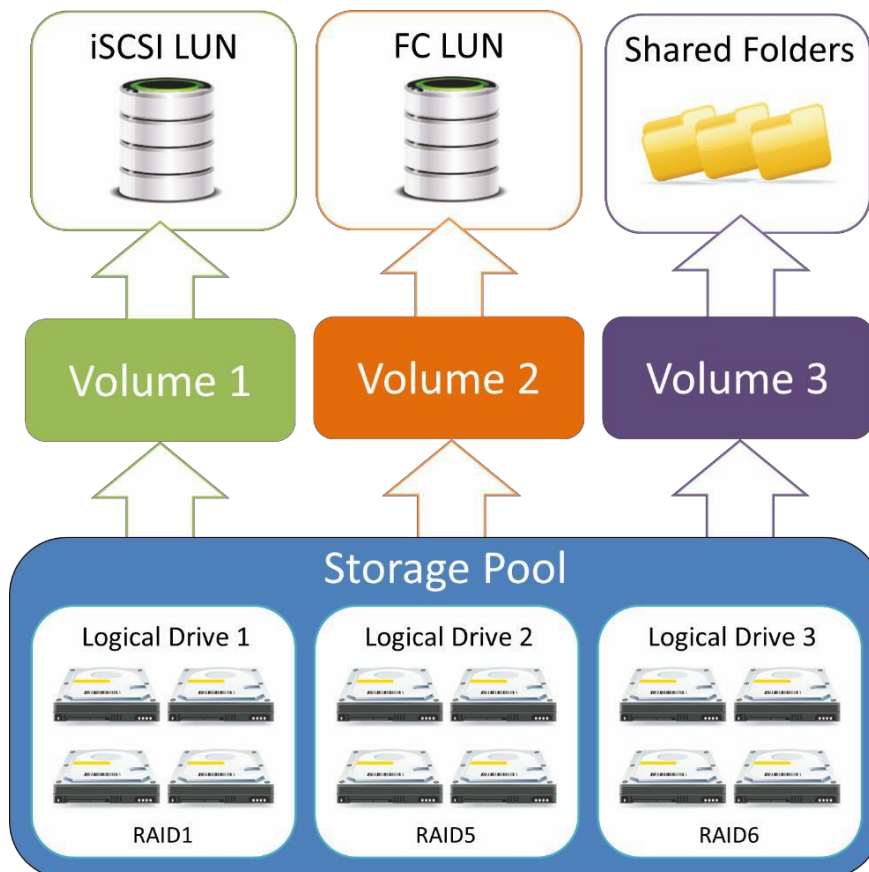 iSCSI LUN
FC LUN
Shared Folders
Volume 1
Volume 2
Volume 3
Storage Pool
Logical Drive 1
Logical Drive 2
Logical Drive 3
RAID1
RAID5
RAID6